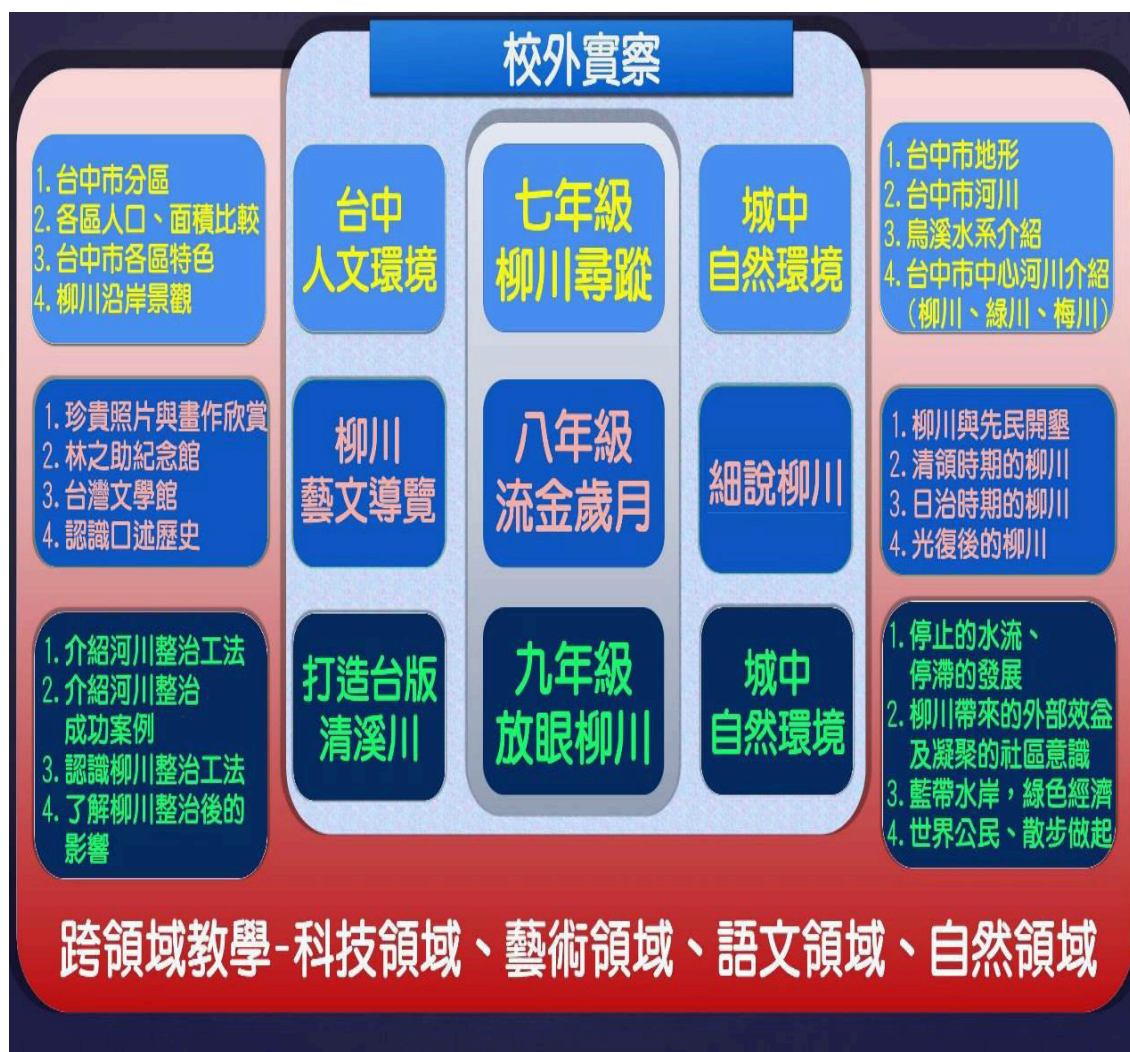 校外實察
1. 台中市分區
2. 各區人口、面積比較
3. 台中市各區特色
4. 柳川沿岸景觀
台中
人文環境
七年級
柳川尋蹤
城中
自然環境
1. 台中市地形
2. 台中市河川
3. 烏溪水系介紹
4. 台中市中心河川介紹
（柳川、綠川、梅川）
1. 珍貴照片與畫作欣賞
2. 林之助紀念館
3. 台灣文學館
4. 認識口述歷史
柳川
藝文導覽
八年級
流金歲月
細說柳川
1. 柳川與先民開墾
2. 清領時期的柳川
3. 日治時期的柳川
4. 光復後的柳川
1. 介紹河川整治工法
2. 介紹河川整治
成功案例
3. 認識柳川整治工法
4. 了解柳川整治後的
影響
打造台版
清溪川
九年級
放眼柳川
城中
自然環境
1. 停止的水流、
停滯的發展
2. 柳川帶來的外部效益
及凝聚的社區意識
3. 藍帶水岸，綠色經濟
4. 世界公民、散步做起
跨領域教學-科技領域、藝術領域、語文領域、自然領域